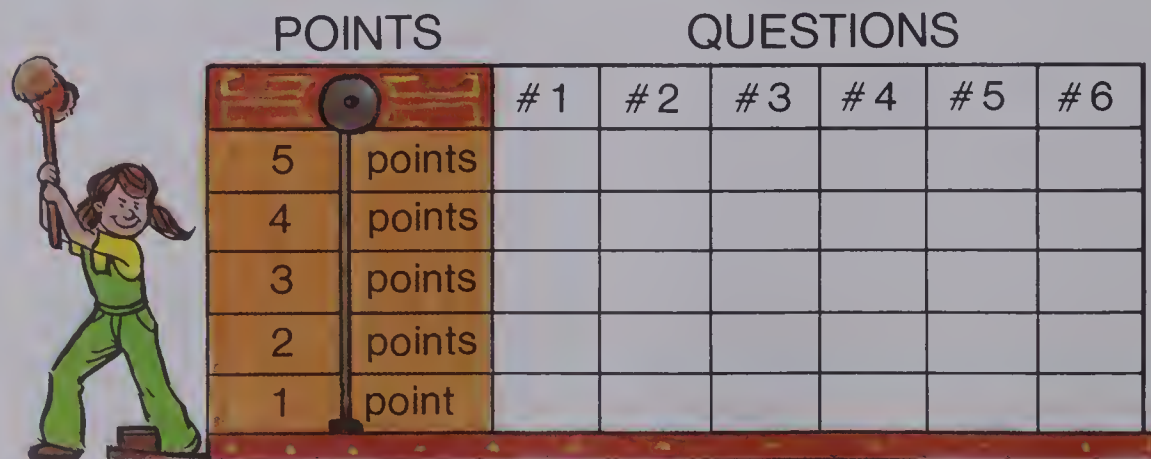 POINTS QUESTIONS
#1 #2 #3 #4 #5 #6
5 points
4 points
3 points
2 points
1 point